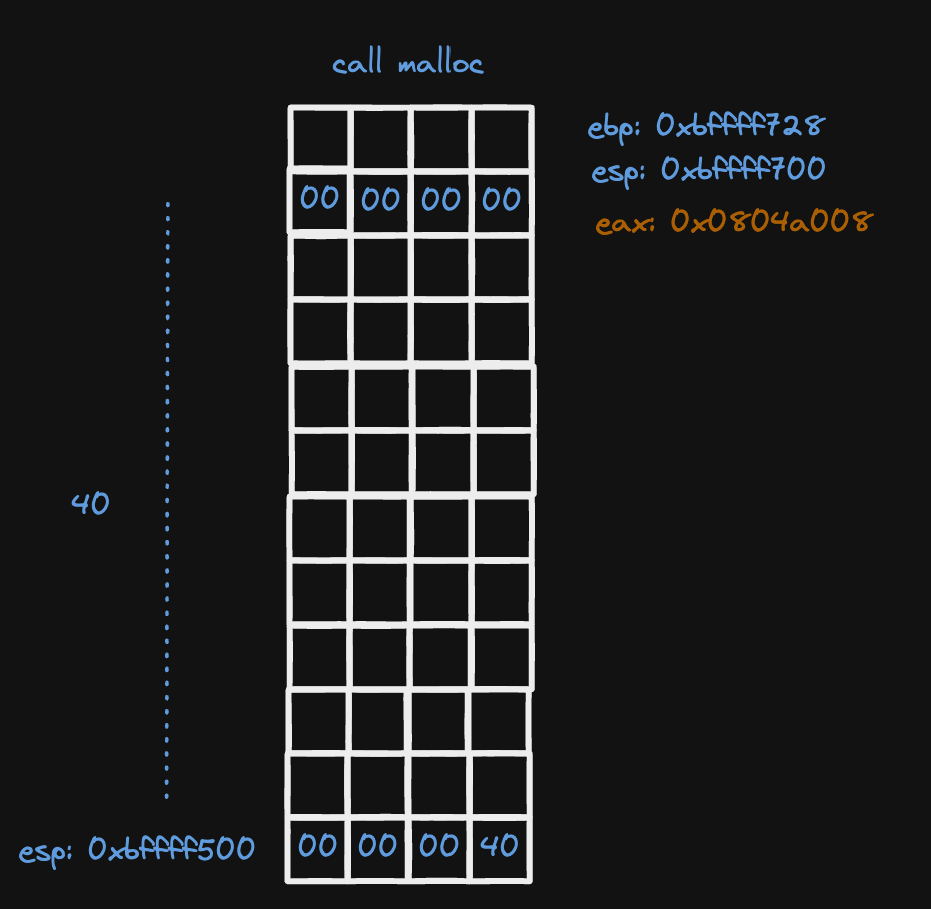 call malloc
ebp: 0xbffff728
esp: 0xbffff700
00 00 00 00
eax: 0x0804a008
40
esp: 0xbffff500
00 00 00 40